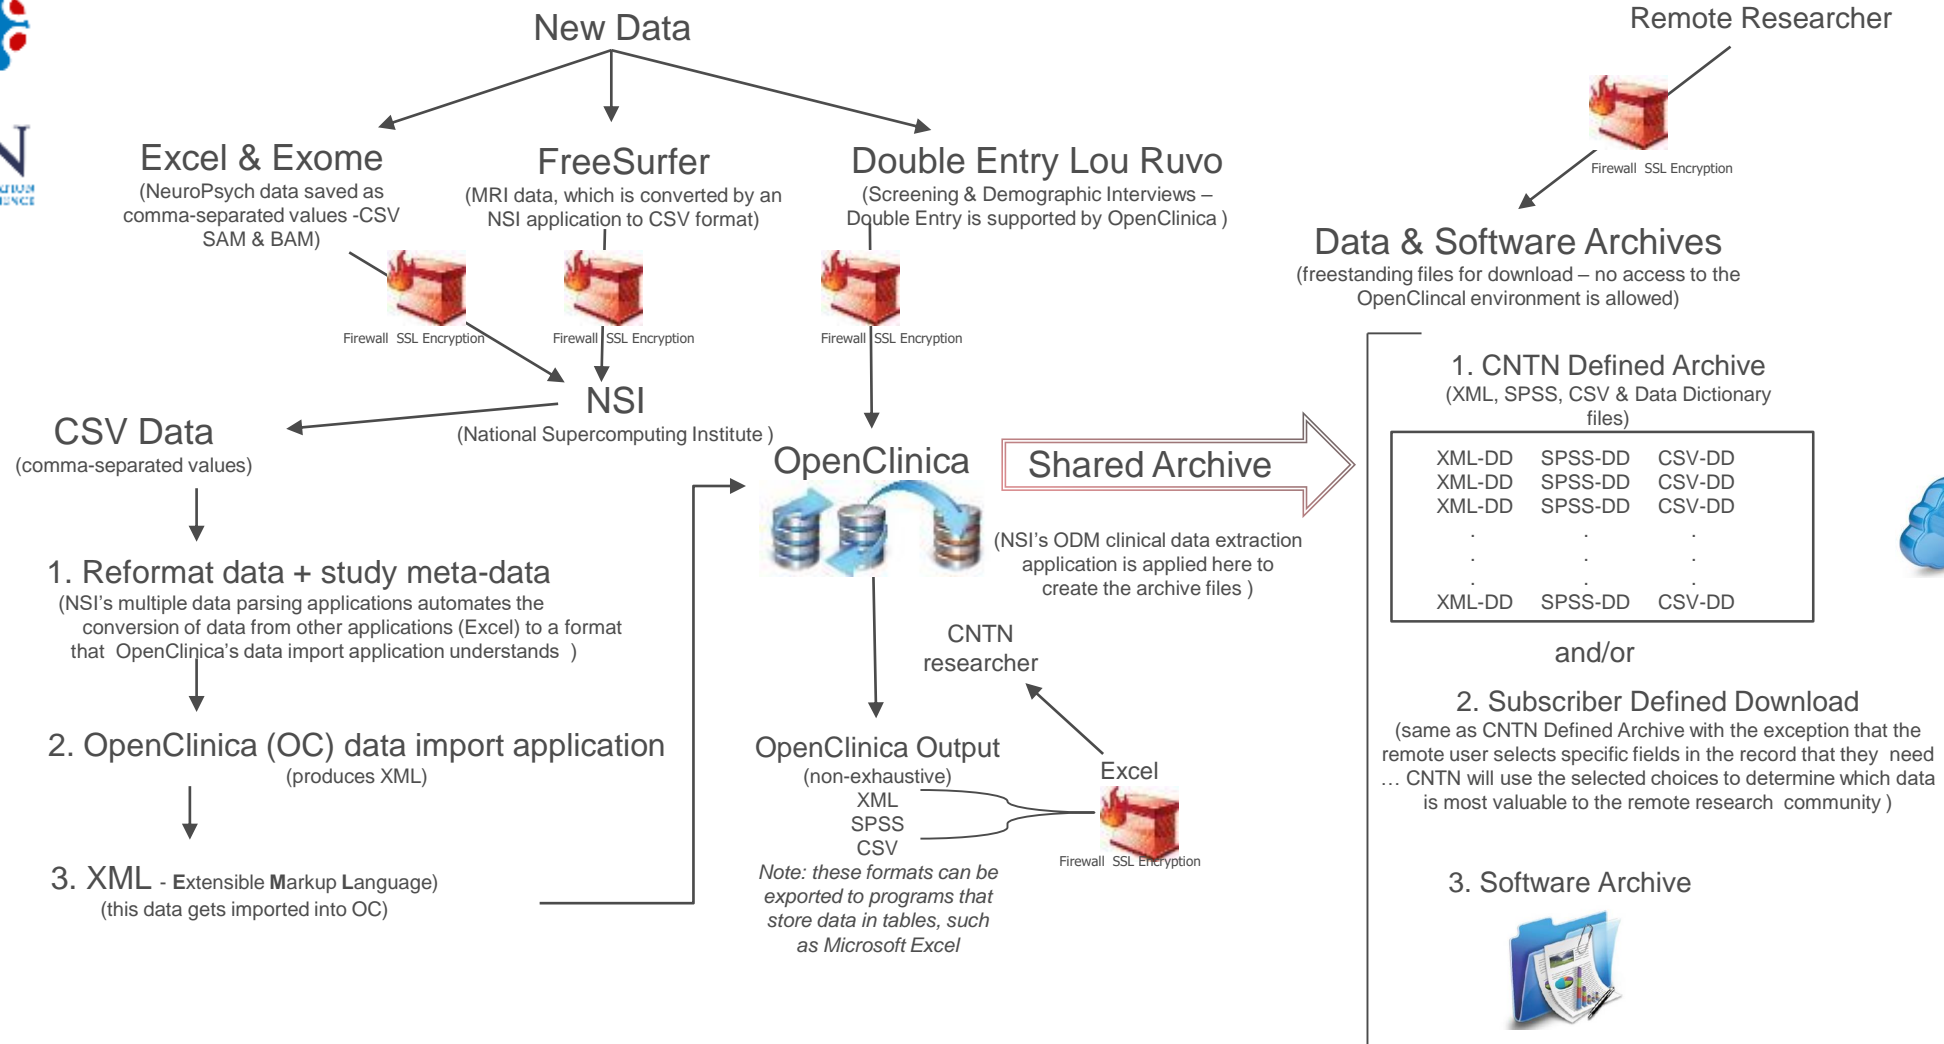 New Data
Remote Researcher
Firewall SSL Encryption
Excel & Exome
(NeuroPsych data saved as
comma-separated values -CSV
SAM & BAM)
FreeSurfer
(MRI data, which is converted by an
NSI application to CSV format)
Double Entry Lou Ruvo
(Screening & Demographic Interviews –
Double Entry is supported by OpenClinica )
Firewall SSL Encryption
Firewall SSL Encryption
Firewall SSL Encryption
Data & Software Archives
(freestanding files for download – no access to the
OpenClincal environment is allowed)
NSI
(National Supercomputing Institute )
CSV Data
(comma-separated values)
OpenClinica
Shared Archive
(NSI's ODM clinical data extraction
application is applied here to
create the archive files )
1. Reformat data + study meta-data
(NSI's multiple data parsing applications automates the
conversion of data from other applications (Excel) to a format
that OpenClinica's data import application understands )
2. OpenClinica (OC) data import application
(produces XML)
3. XML - Extensible Markup Language)
(this data gets imported into OC)
OpenClinica Output
(non-exhaustive)
XML
SPSS
CSV
Note: these formats can be
exported to programs that
store data in tables, such
as Microsoft Excel
CNTN
researcher
Excel
Firewall SSL Encryption
1. CNTN Defined Archive
(XML, SPSS, CSV & Data Dictionary
files)
XML-DD SPSS-DD CSV-DD
XML-DD SPSS-DD CSV-DD
XML-DD SPSS-DD CSV-DD
. . .
. . .
. . .
XML-DD SPSS-DD CSV-DD
and/or
2. Subscriber Defined Download
(same as CNTN Defined Archive with the exception that the
remote user selects specific fields in the record that they need
… CNTN will use the selected choices to determine which data
is most valuable to the remote research community )
3. Software Archive